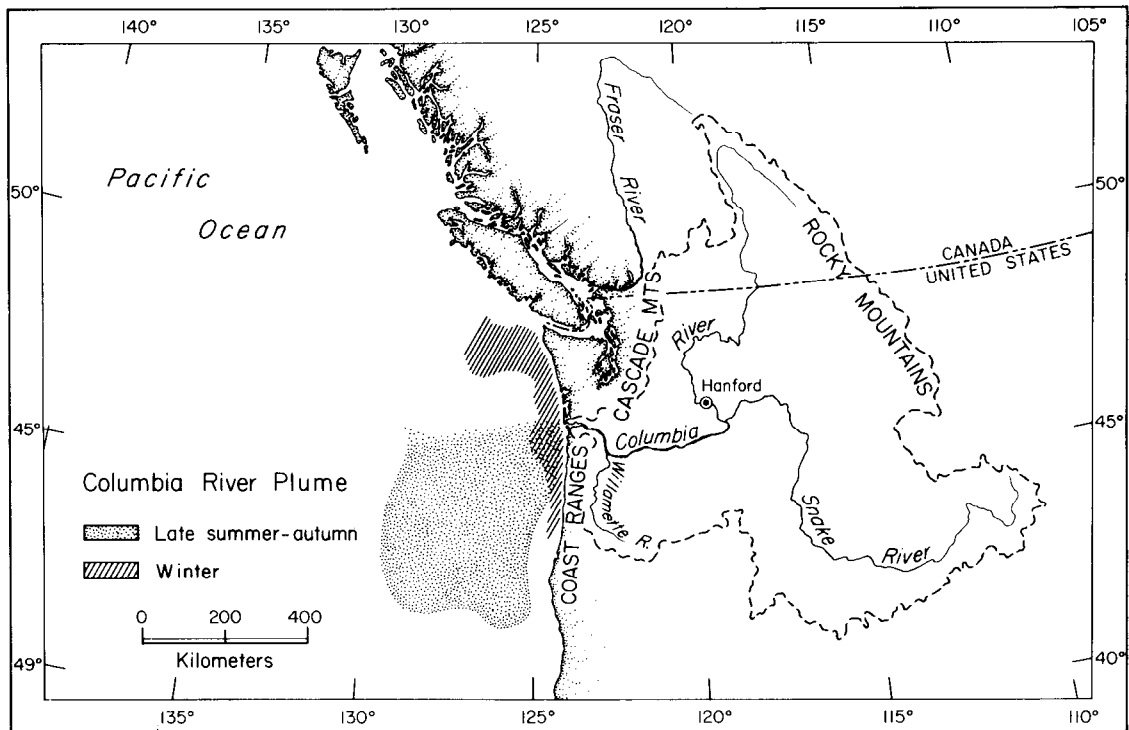 140° 135° 130° 125° 120° 115° 110° 105°
Pacific
Ocean
Fraser
River
50°
50°
ROCKY
MOUNTAINS
CANADA
UNITED STATES
CASCADE MTS.
River
Hanford
45°
45°
Columbia
COAST RANGES
Willamette R.
Snake
River
Columbia River Plume
Late summer-autumn
Winter
0 200 400
Kilometers
49°
40°
135° 130° 125° 120° 115° 110°